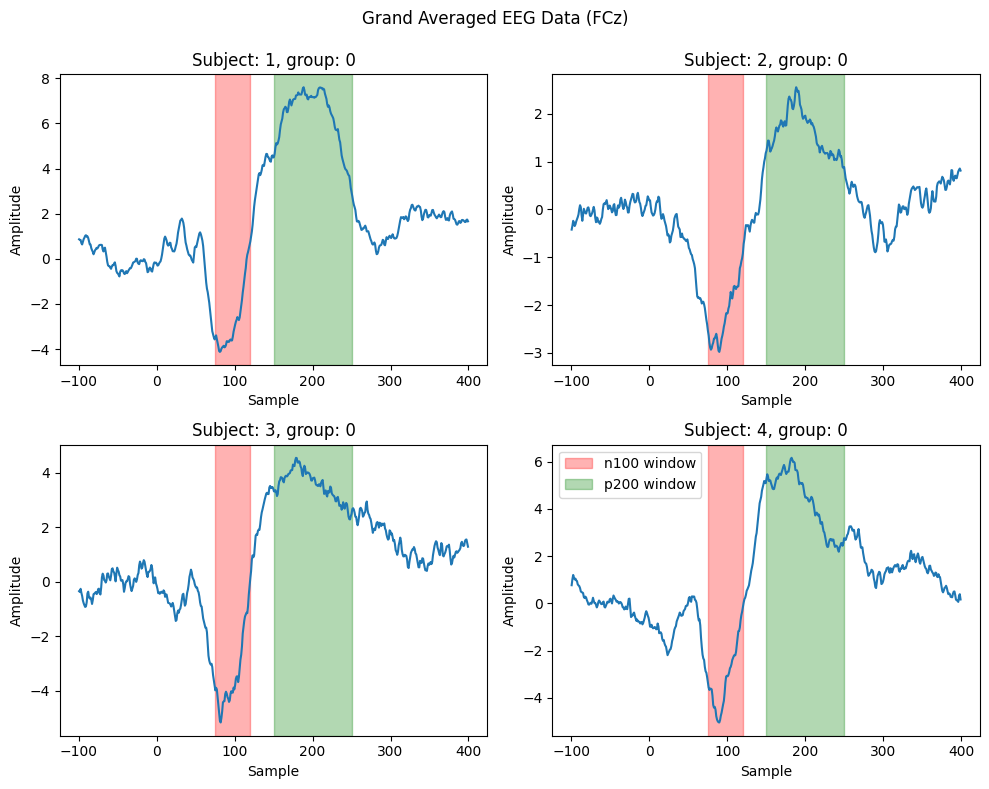 Grand Averaged EEG Data (FCz)
Subject: 1, group: 0
8
6
4
2
0
−2
−4
Amplitude
−100 0 100 200 300 400
Sample
Subject: 2, group: 0
2
1
0
−1
−2
−3
Amplitude
−100 0 100 200 300 400
Sample
Subject: 3, group: 0
4
2
0
−2
−4
Amplitude
−100 0 100 200 300 400
Sample
Subject: 4, group: 0
n100 window
p200 window
6
4
2
0
−2
−4
Amplitude
−100 0 100 200 300 400
Sample